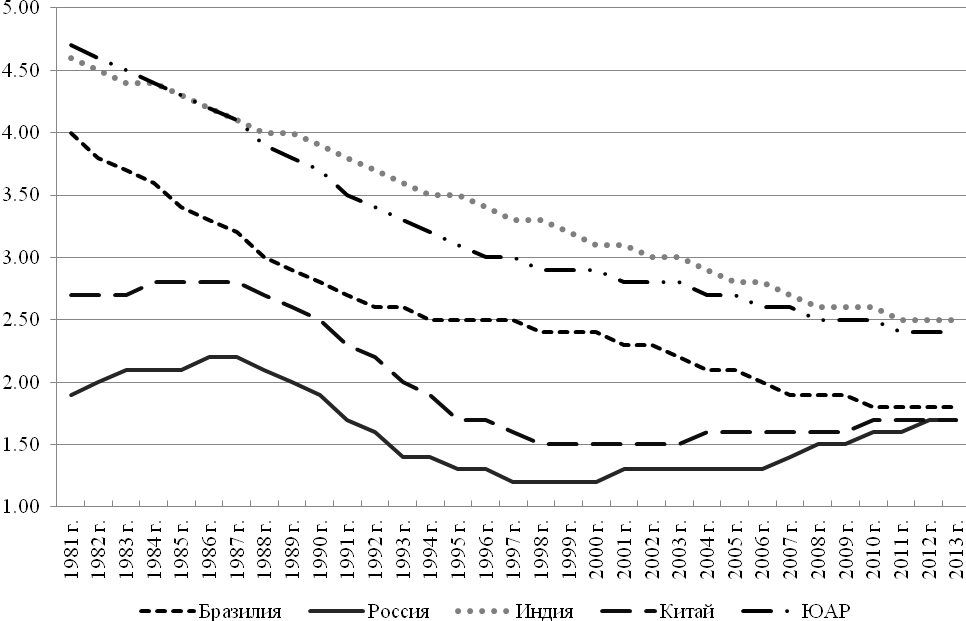 5.00
4.50
4.00
3.50
3.00
2.50
2.00
1.50
1.00
1981 г.
1982 г.
1983 г.
1984 г.
1985 г.
1986 г.
1987 г.
1988 г.
1989 г.
1990 г.
1991 г.
1992 г.
1993 г.
1994 г.
1995 г.
1996 г.
1997 г.
1998 г.
1999 г.
2000 г.
2001 г.
2002 г.
2003 г.
2004 г.
2005 г.
2006 г.
2007 г.
2008 г.
2009 г.
2010 г.
2011 г.
2012 г.
2013 г.
Бразилия Россия Индия Китай ЮАР